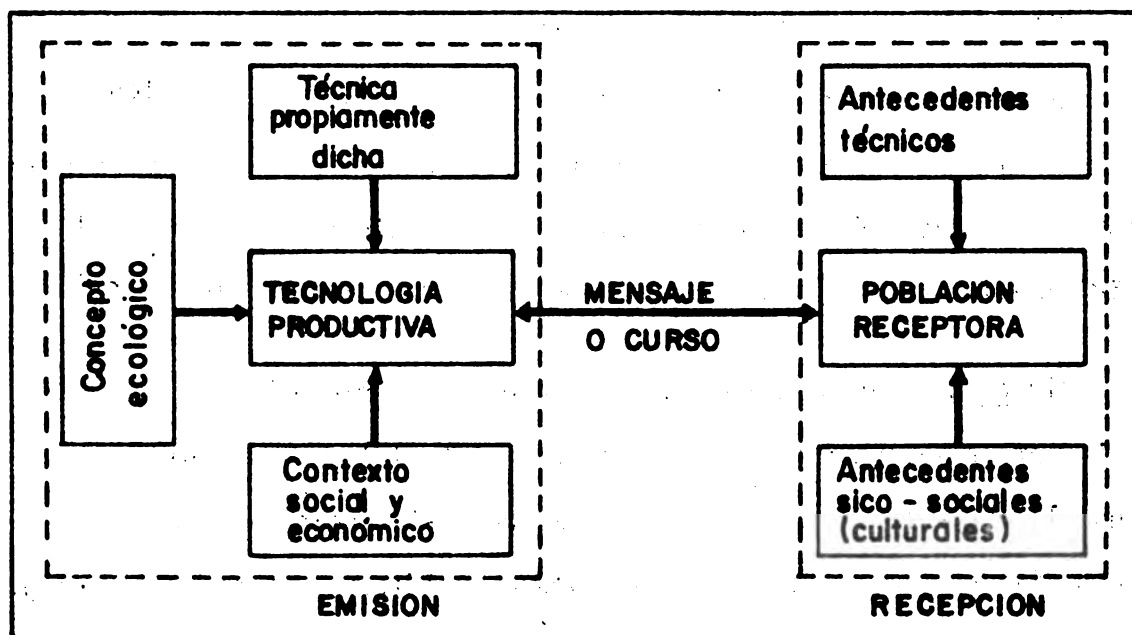 Técnica
propiamente
dicha
Concepto
ecológico
TECNOLOGIA
PRODUCTIVA
Contexto
social y
económico
EMISION
MENSAJE
O CURSO
Antecedentes
técnicos
POBLACION
RECEPTORA
Antecedentes
sico - sociales
(culturales)
RECEPCION